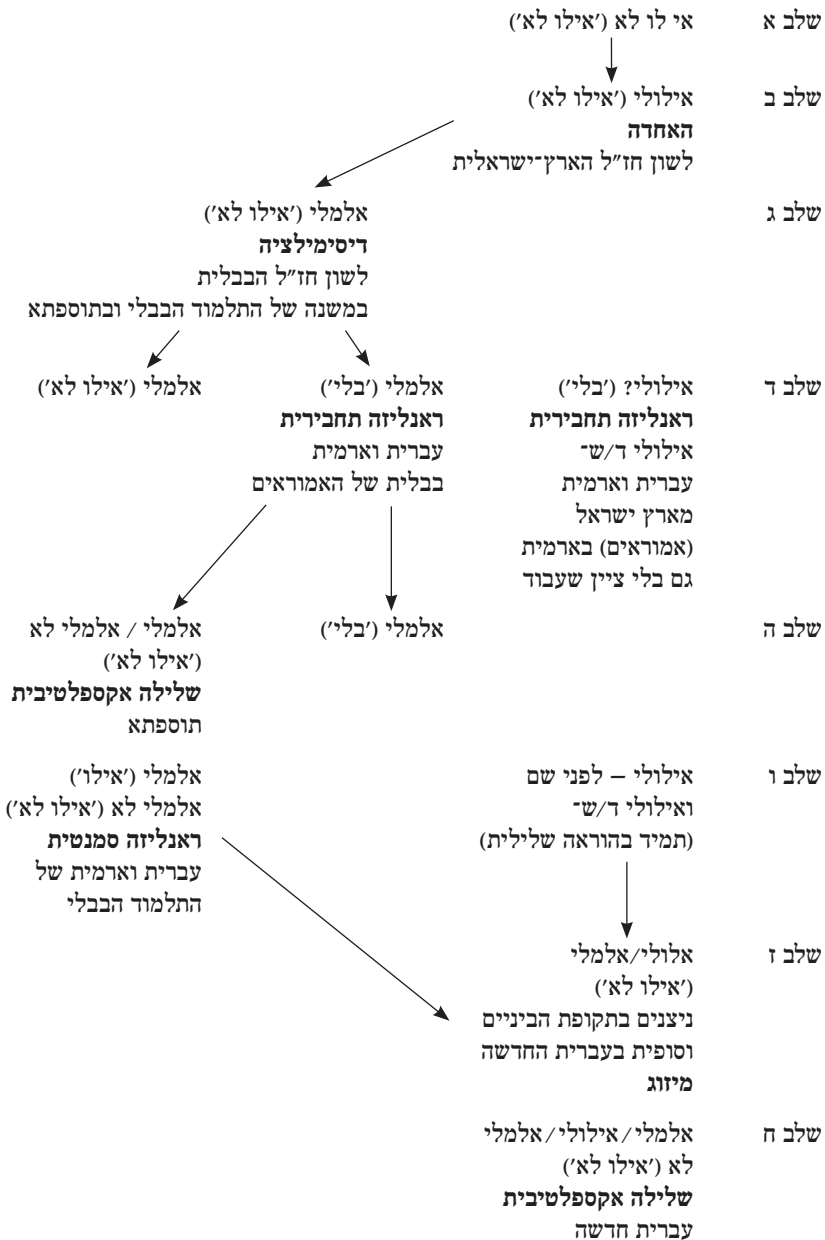 שלב א
אי לו לא ('אילו לא')
שלב ב
אילולי ('אילו לא')
האחדה
לשון חז"ל הארץ־ישראלית
שלב ג
אלמלי ('אילו לא')
דיסימילציה
לשון חז"ל הבבלית
במשנה של התלמוד הבבלי ובתוספתא
שלב ד
אילולי? ('בלי')
ראנליזה תחבירית
אילולי ד/ש־
עברית וארמית
מארץ ישראל
(אמוראים) בארמית
גם בלי ציין שעבוד
אלמלי ('בלי')
ראנליזה תחבירית
עברית וארמית
בבלית של האמוראים
אלמלי ('אילו לא')
שלב ה
אלמלי ('בלי')
אלמלי / אלמלי לא
('אילו לא')
שלילה אקספלטיבית
תוספתא
שלב ו
אילולי – לפני שם
ואילולי ד/ש־
(תמיד בהוראה שלילית)
אלמלי ('אילו')
אלמלי לא ('אילו לא')
ראנליזה סמנטית
עברית וארמית של
התלמוד הבבלי
שלב ז
אלולי/אלמלי
('אילו לא')
ניצנים בתקופת הביניים
וסופית בעברית החדשה
מיזוג
שלב ח
אלמלי/אילולי/אלמלי
לא ('אילו לא')
שלילה אקספלטיבית
עברית חדשה